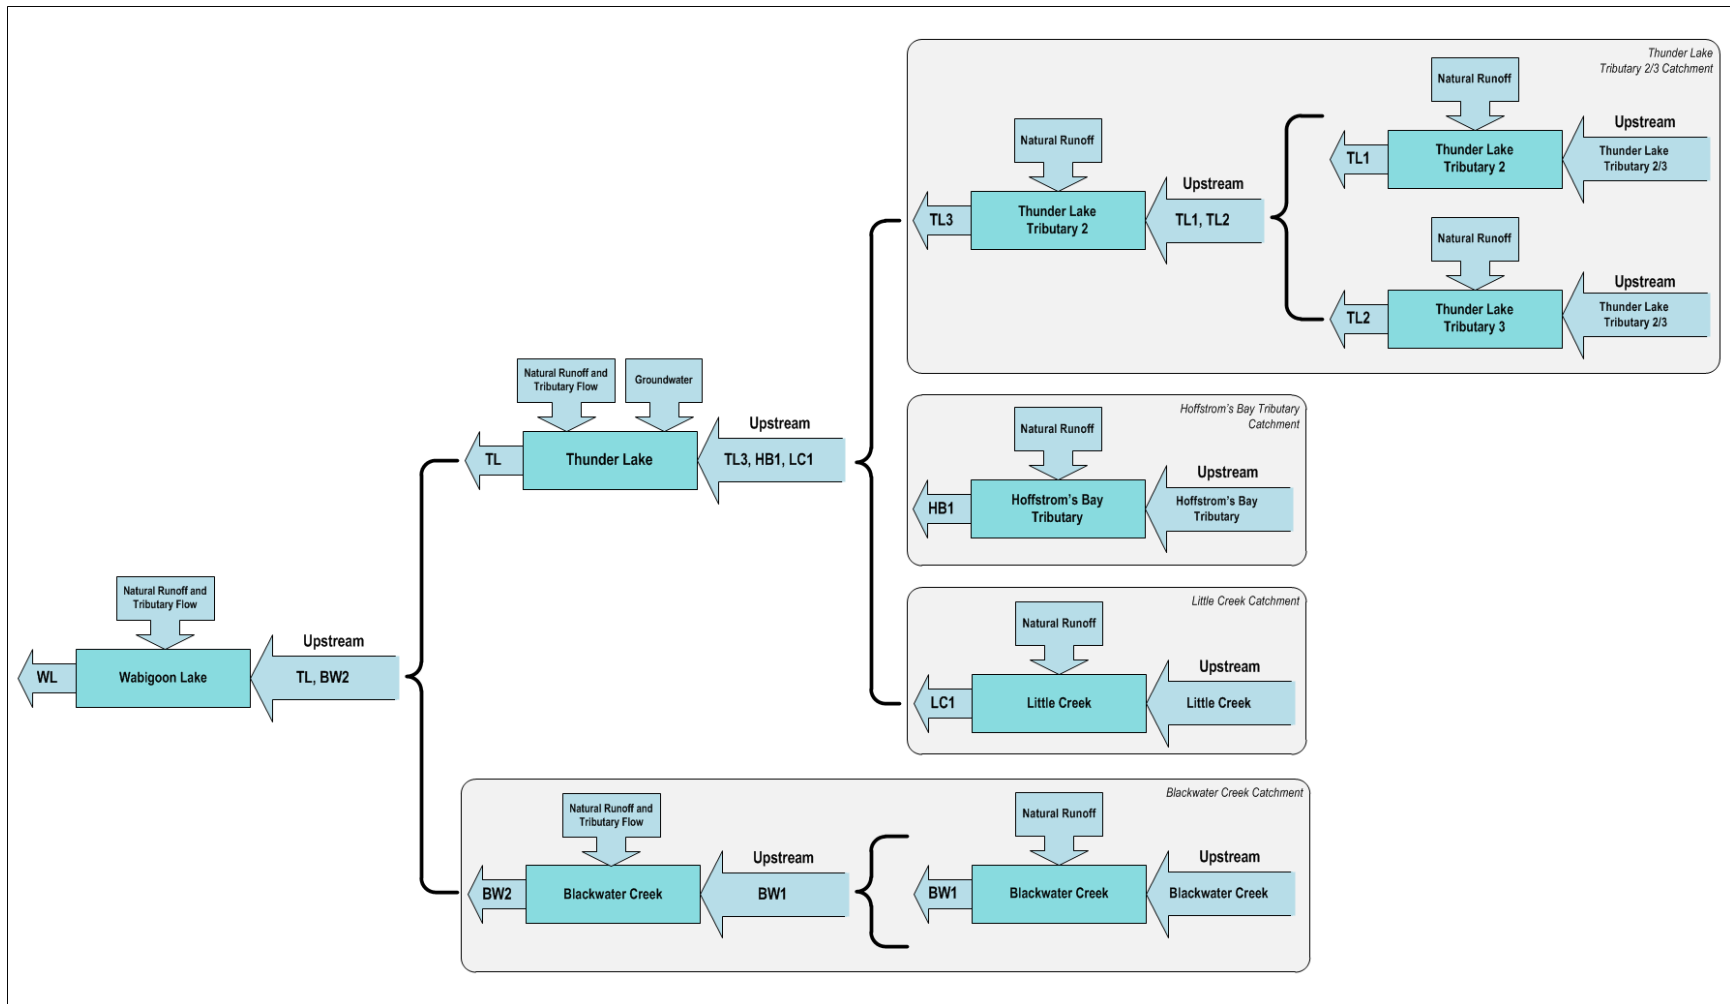 Thunder Lake
Tributary 2/3 Catchment
Natural Runoff
Upstream
TL1
Thunder Lake
Tributary 2
Thunder Lake
Tributary 2/3
Natural Runoff
Upstream
TL3
Thunder Lake
Tributary 2
TL1, TL2
Natural Runoff
Upstream
TL2
Thunder Lake
Tributary 3
Thunder Lake
Tributary 2/3
Natural Runoff and
Tributary Flow
Groundwater
Upstream
TL
Thunder Lake
TL3, HB1, LC1
Hoffstrom's Bay Tributary
Catchment
Natural Runoff
Upstream
HB1
Hoffstrom's Bay
Tributary
Hoffstrom's Bay
Tributary
Natural Runoff and
Tributary Flow
Upstream
WL
Wabigoon Lake
TL, BW2
Little Creek Catchment
Natural Runoff
Upstream
LC1
Little Creek
Little Creek
Blackwater Creek Catchment
Natural Runoff and
Tributary Flow
Upstream
BW2
Blackwater Creek
BW1
Natural Runoff
Upstream
BW1
Blackwater Creek
Blackwater Creek